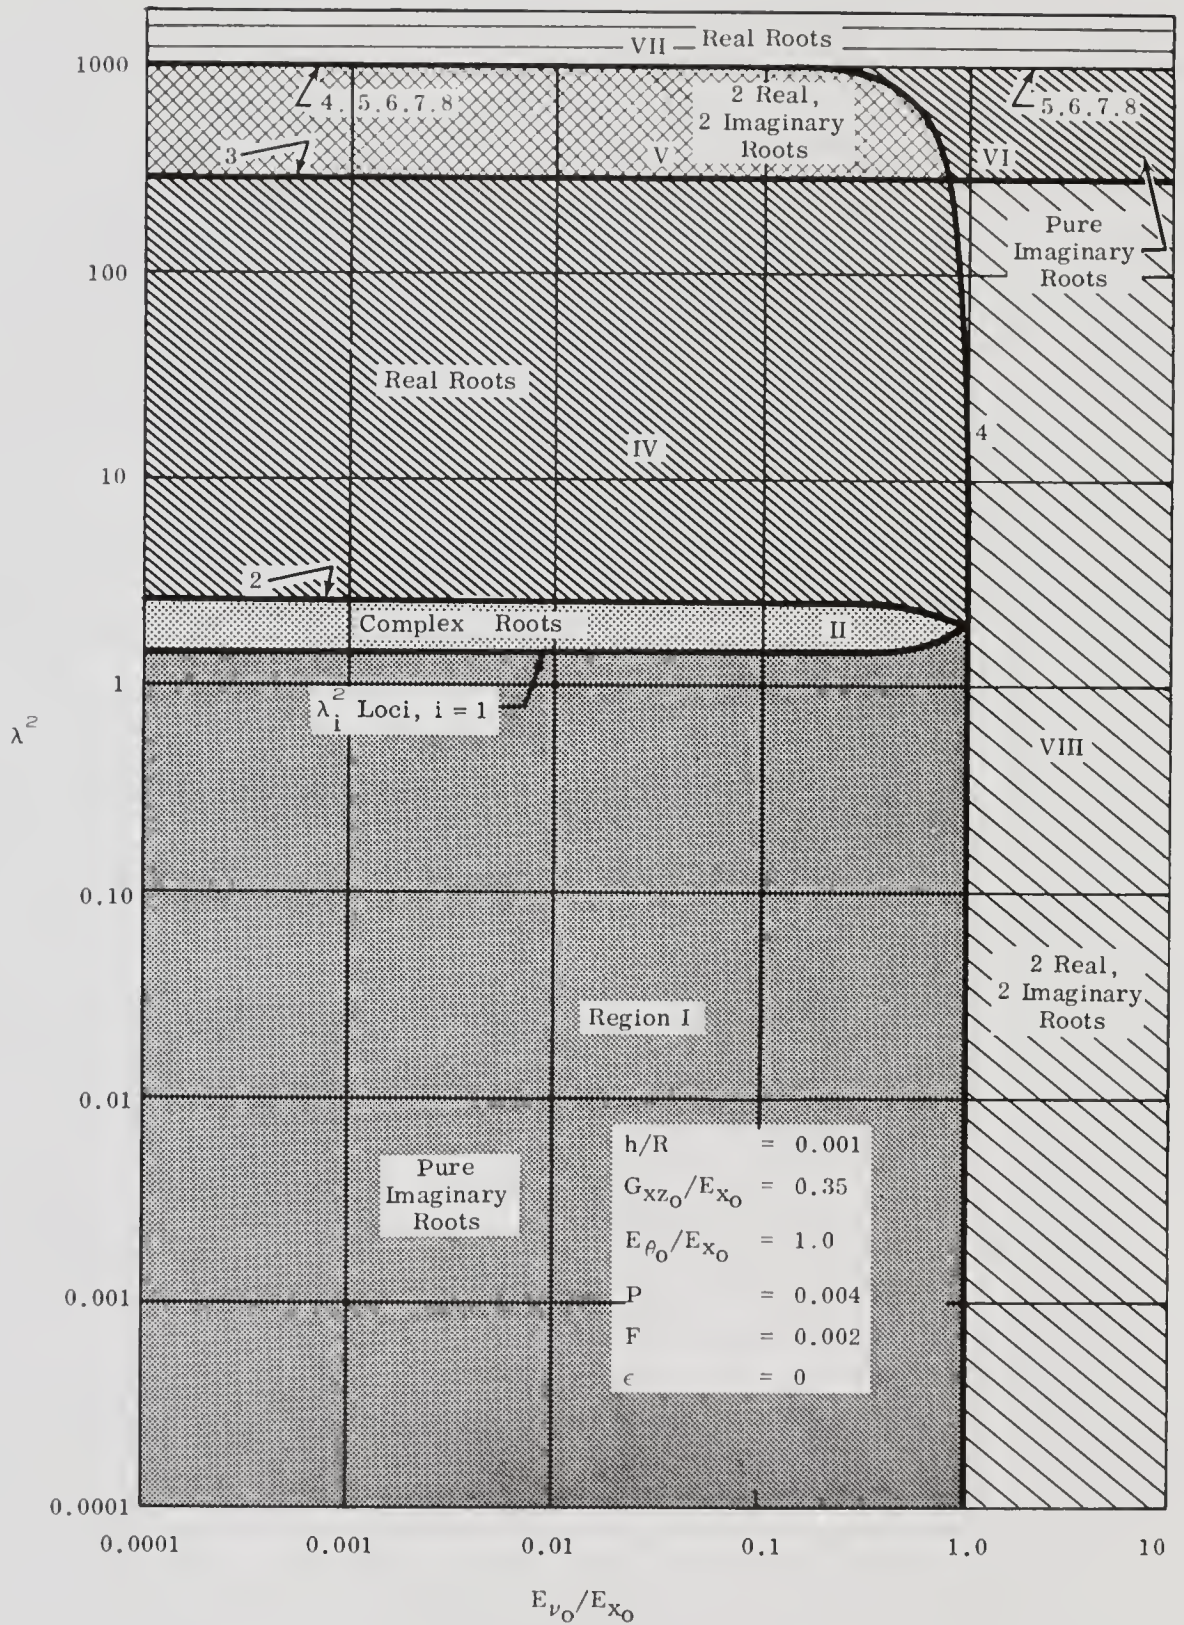 VII Real Roots
1000
4. 5.6.7.8
2 Real,
2 Imaginary
Roots
5.6.7.8
3
V
VI
Pure
Imaginary
Roots
100
Real Roots
4
IV
10
2
Complex Roots
II
1
λ²ᵢ Loci, i = 1
λ²
VIII
0.10
2 Real,
2 Imaginary
Roots
Region I
0.01
h/R = 0.001
G_xz₀/E_x₀ = 0.35
E_θ₀/E_x₀ = 1.0
P = 0.004
F = 0.002
ϵ = 0
Pure
Imaginary
Roots
0.001
0.0001
0.0001 0.001 0.01 0.1 1.0 10
E_ν₀/E_x₀